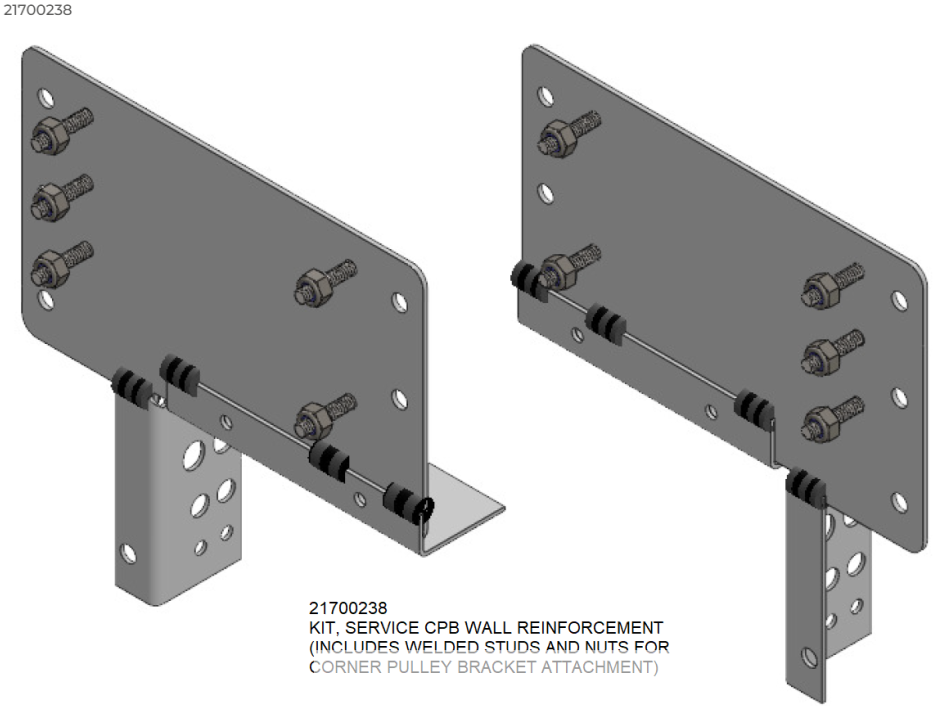 21700238
21700238
KIT, SERVICE CPB WALL REINFORCEMENT
(INCLUDES WELDED STUDS AND NUTS FOR
CORNER PULLEY BRACKET ATTACHMENT)